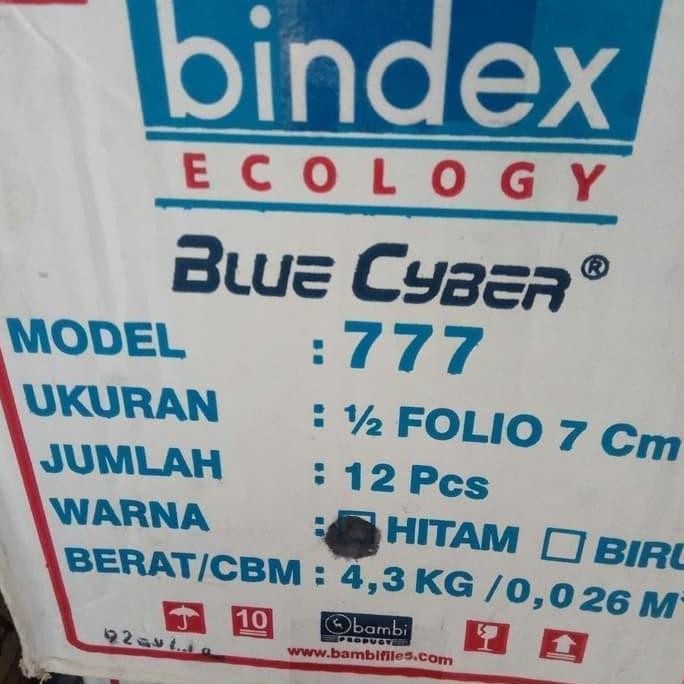 bindex
ECOLOGY
BLUE CYBER®
MODEL : 777
UKURAN : ½ FOLIO 7 Cm
JUMLAH : 12 Pcs
WARNA : HITAM BIRU
BERAT/CBM : 4,3 KG /0,026 M
10
bambi
PRODUCT
www.bambifiles.com